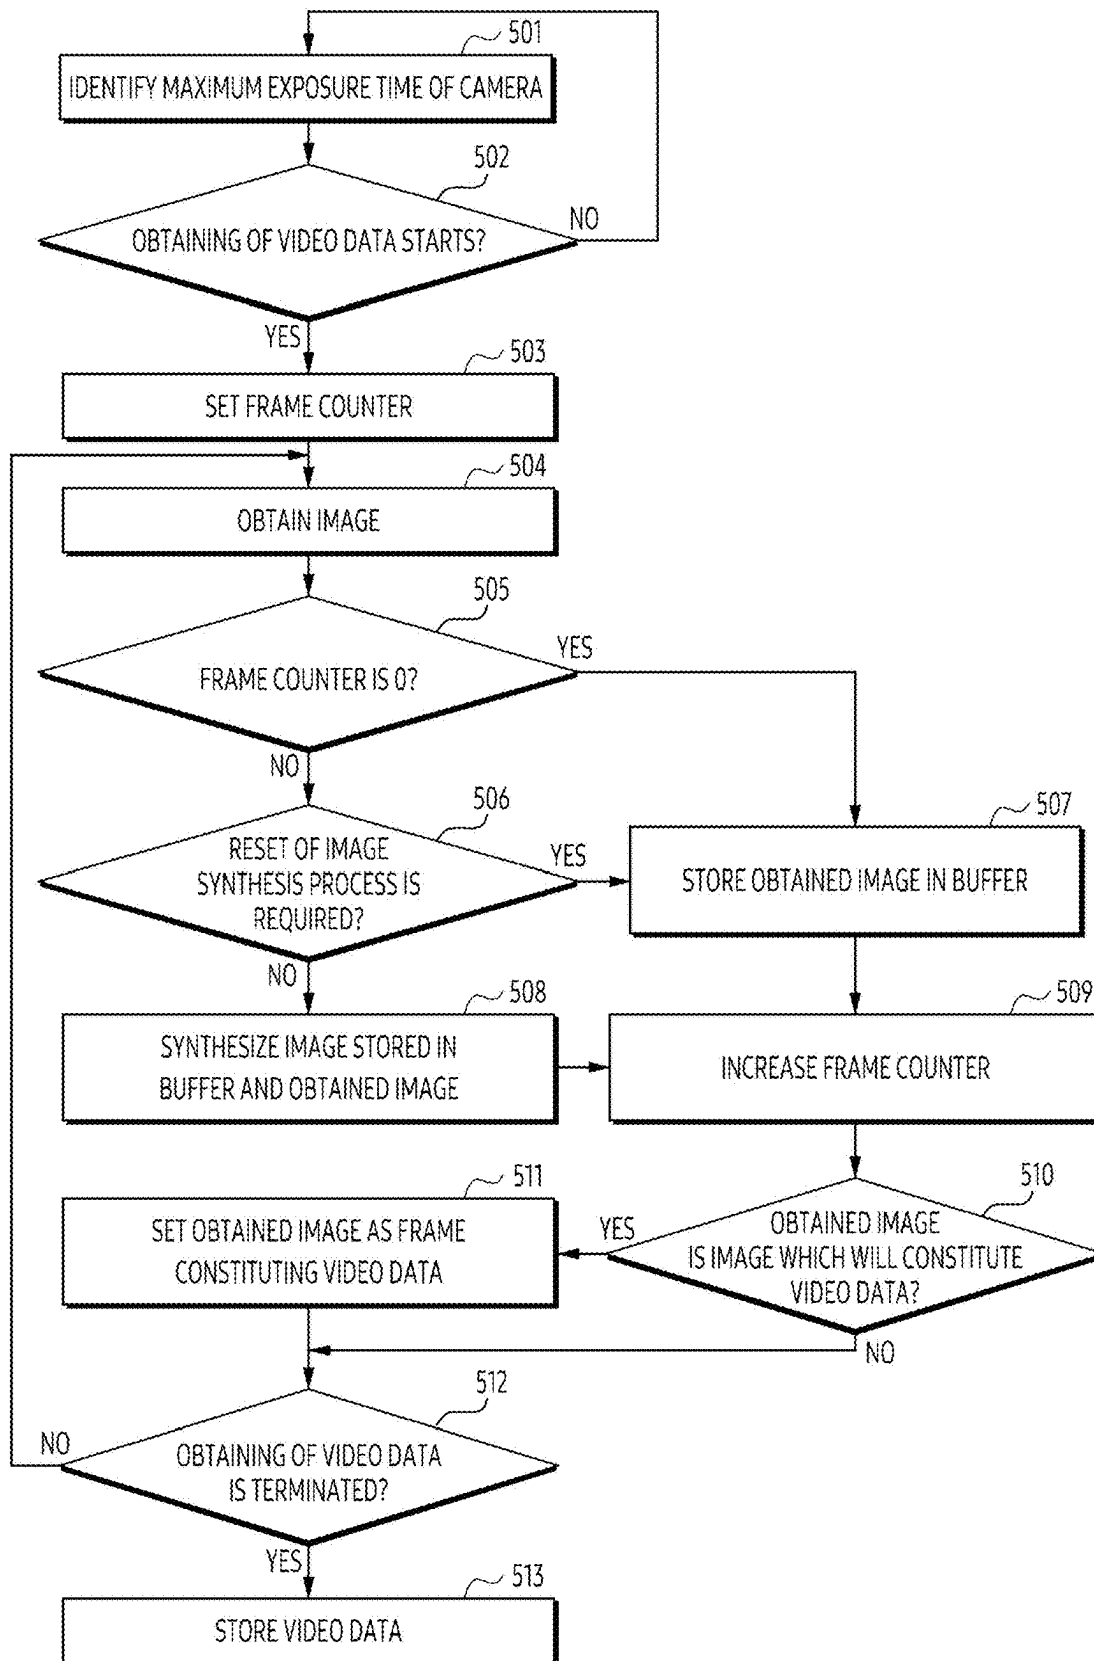 501
IDENTIFY MAXIMUM EXPOSURE TIME OF CAMERA
502
OBTAINING OF VIDEO DATA STARTS?
NO
YES
503
SET FRAME COUNTER
504
OBTAIN IMAGE
505
FRAME COUNTER IS 0?
YES
NO
506
RESET OF IMAGE
SYNTHESIS PROCESS IS
REQUIRED?
YES
NO
507
STORE OBTAINED IMAGE IN BUFFER
508
SYNTHESIZE IMAGE STORED IN
BUFFER AND OBTAINED IMAGE
509
INCREASE FRAME COUNTER
510
OBTAINED IMAGE
IS IMAGE WHICH WILL CONSTITUTE
VIDEO DATA?
YES
NO
511
SET OBTAINED IMAGE AS FRAME
CONSTITUTING VIDEO DATA
512
OBTAINING OF VIDEO DATA
IS TERMINATED?
NO
YES
513
STORE VIDEO DATA